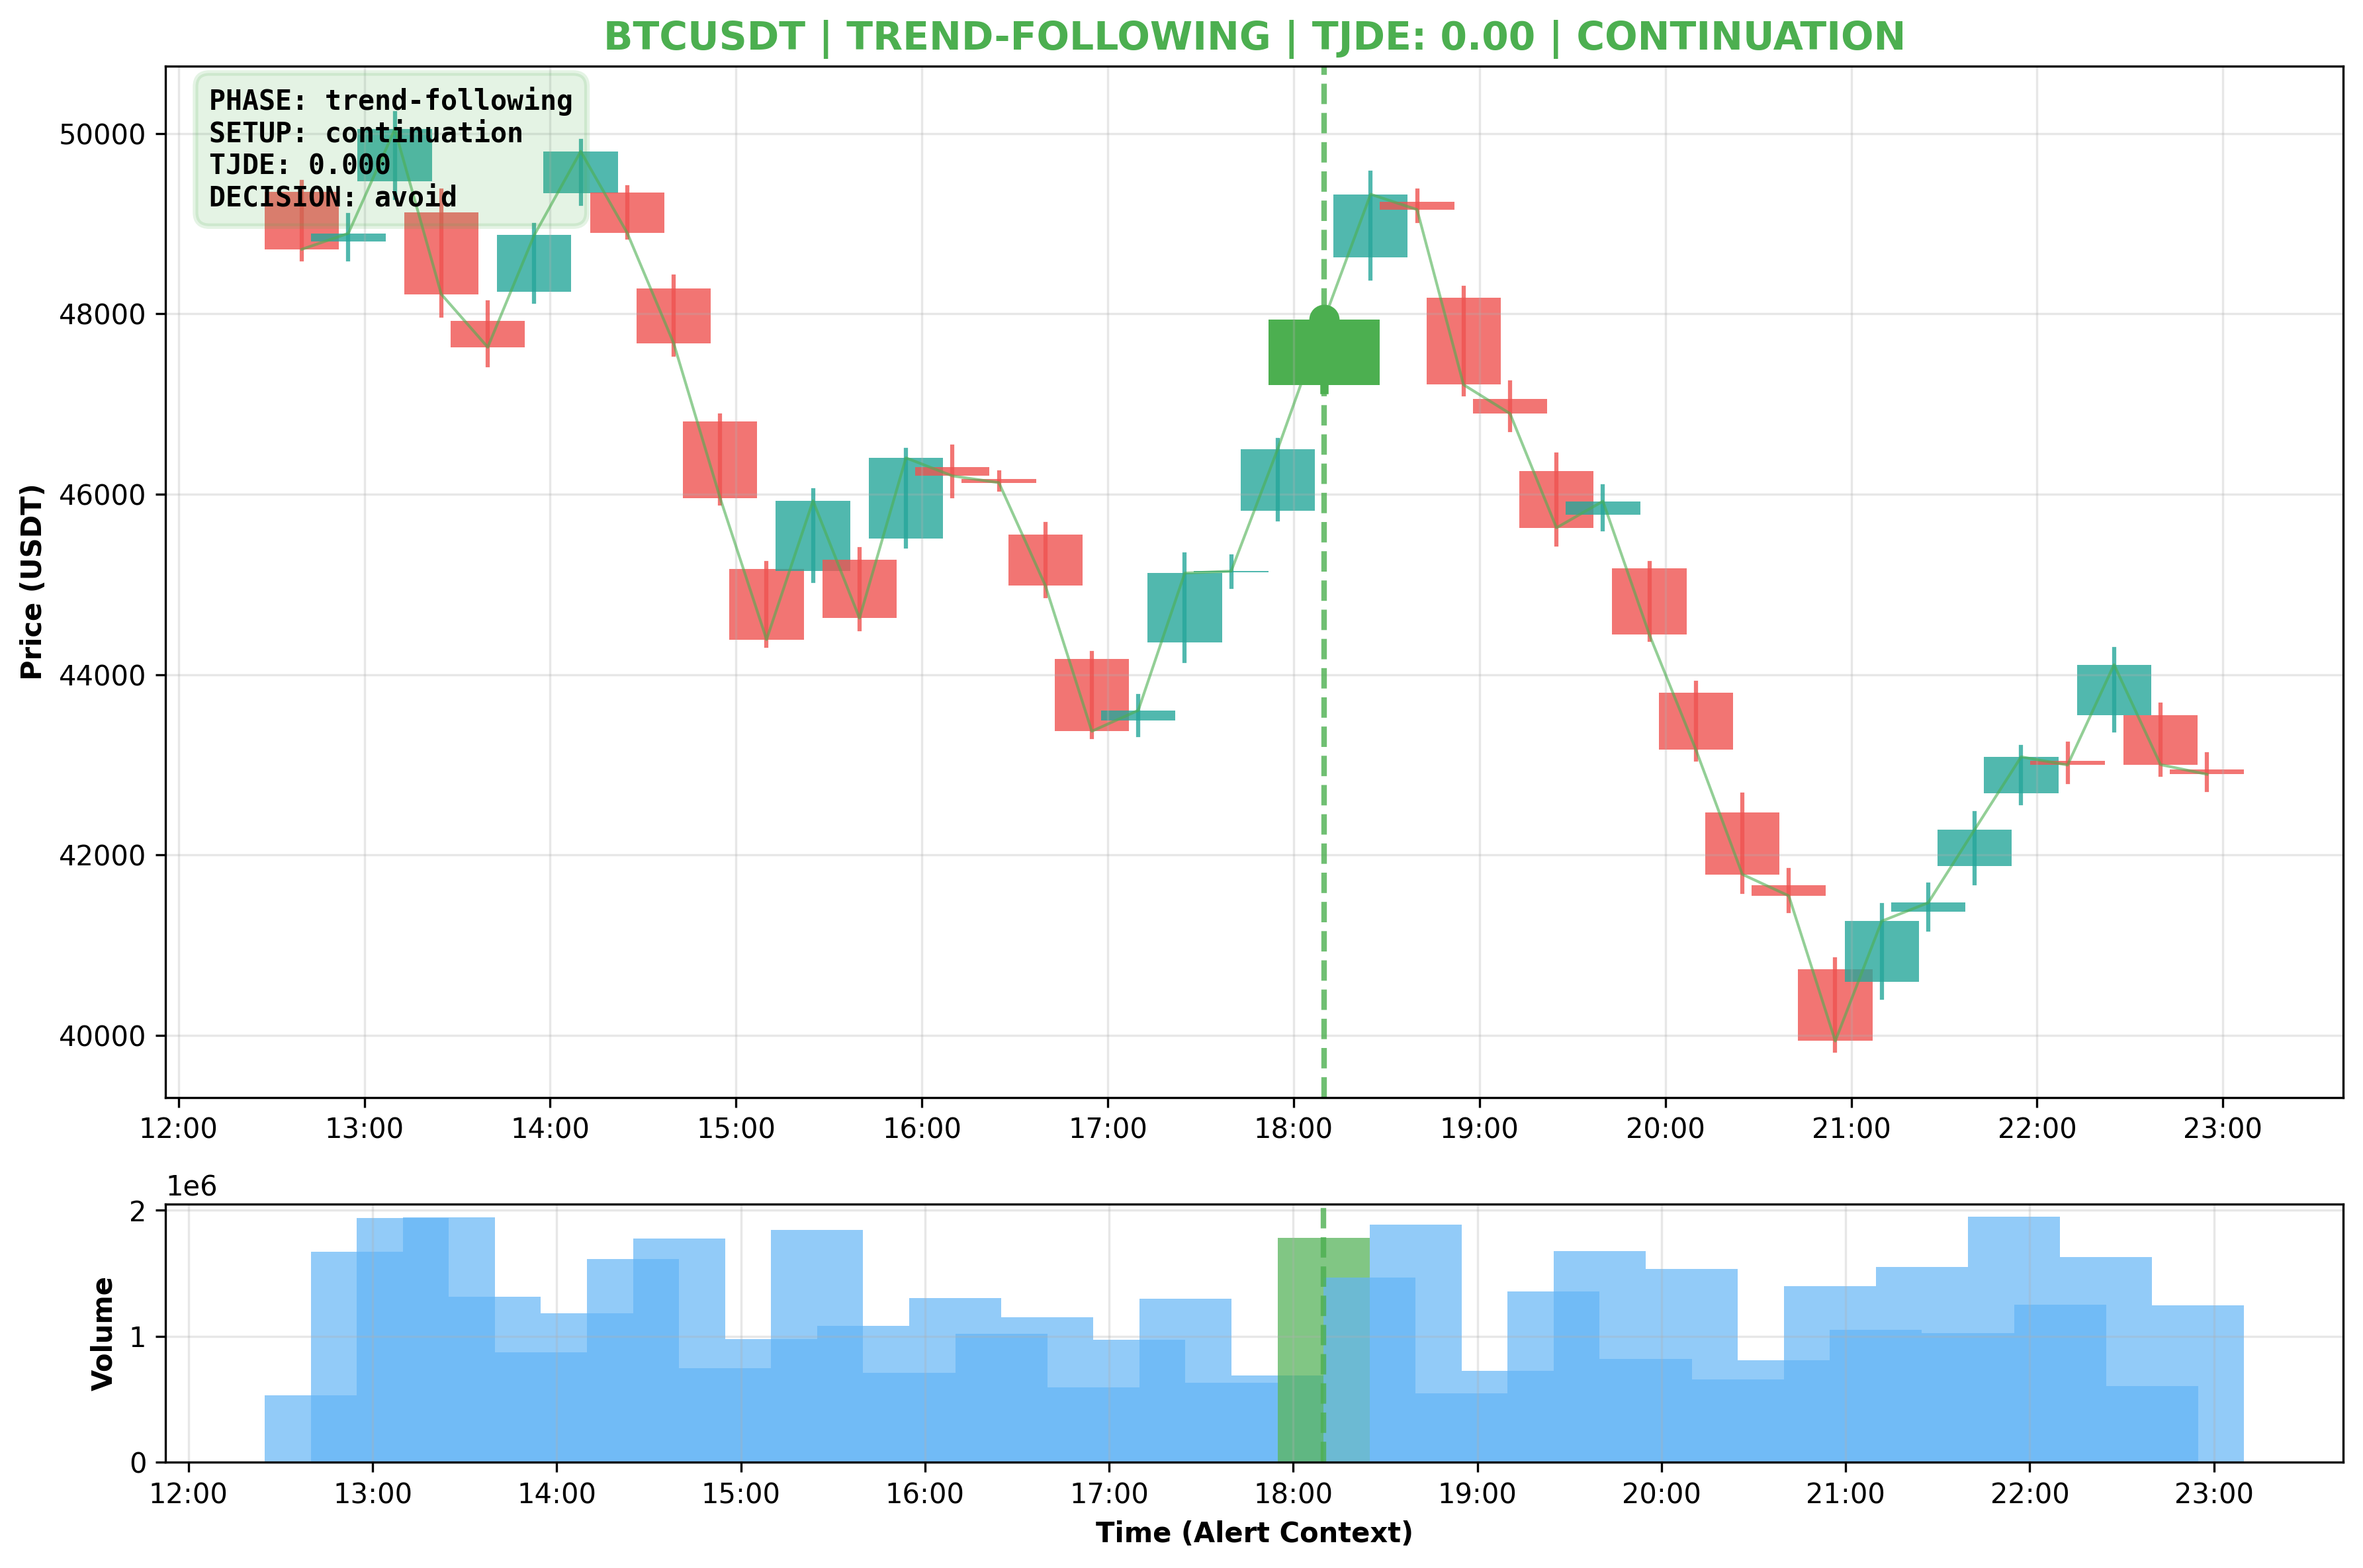 BTCUSDT | TREND-FOLLOWING | TJDE: 0.00 | CONTINUATION
PHASE: trend-following
SETUP: continuation
TJDE: 0.000
DECISION: avoid
Price (USDT)
50000
48000
46000
44000
42000
40000
12:00 13:00 14:00 15:00 16:00 17:00 18:00 19:00 20:00 21:00 22:00 23:00
1e6
Volume
2
1
0
12:00 13:00 14:00 15:00 16:00 17:00 18:00 19:00 20:00 21:00 22:00 23:00
Time (Alert Context)